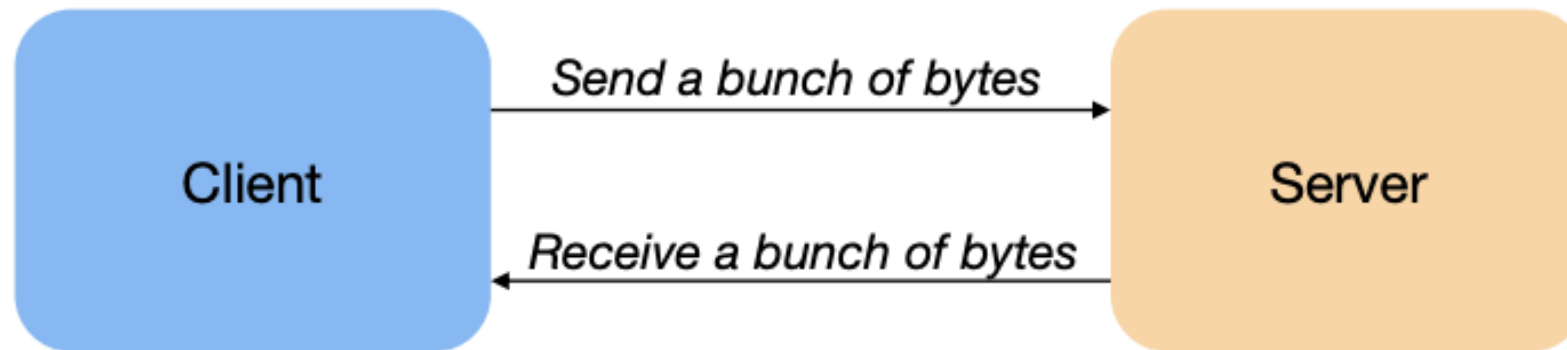 Send a bunch of bytes
Client
Server
Receive a bunch of bytes